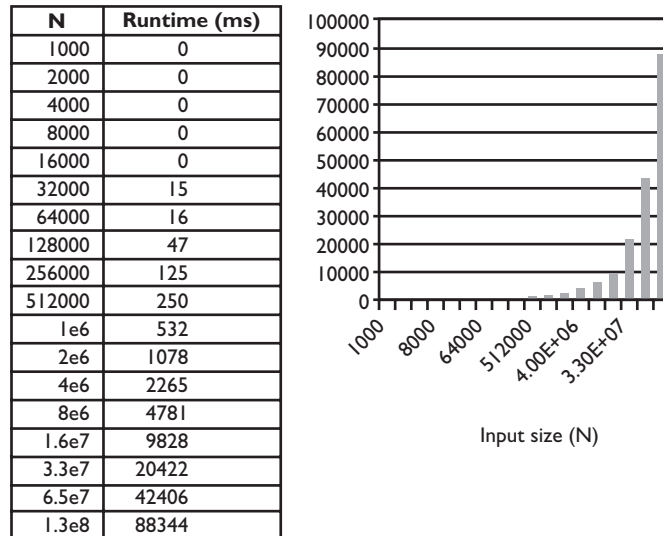 N Runtime (ms)
1000 0
2000 0
4000 0
8000 0
16000 0
32000 15
64000 16
128000 47
256000 125
512000 250
1e6 532
2e6 1078
4e6 2265
8e6 4781
1.6e7 9828
3.3e7 20422
6.5e7 42406
1.3e8 88344
100000
90000
80000
70000
60000
50000
40000
30000
20000
10000
0
1000 8000 64000 512000 4.00E+06 3.30E+07
Input size (N)